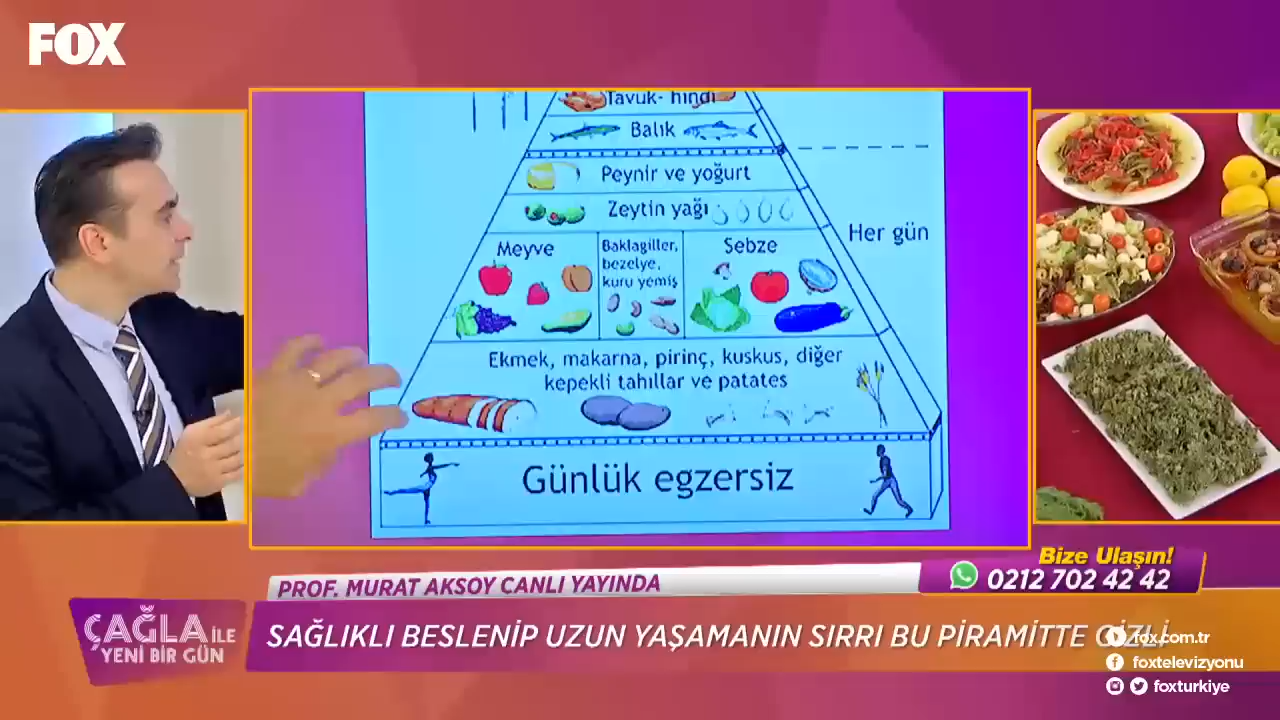 FOX
Tavuk- hindi
Balık
Peynir ve yoğurt
Zeytin yağı
Her gün
Meyve
Baklagiller,
bezelye,
kuru yemiş
Sebze
Ekmek, makarna, pirinç, kuskus, diğer
kepekli tahıllar ve patates
Günlük egzersiz
Bize Ulaşın!
0212 702 42 42
PROF. MURAT AKSOY CANLI YAYINDA
ÇAĞLA İLE
YENİ BİR GÜN
SAĞLIKLI BESLENİP UZUN YAŞAMANIN SIRRI BU PİRAMİTTE GİZLİ
fox.com.tr
foxtelevizyonu
foxturkiye